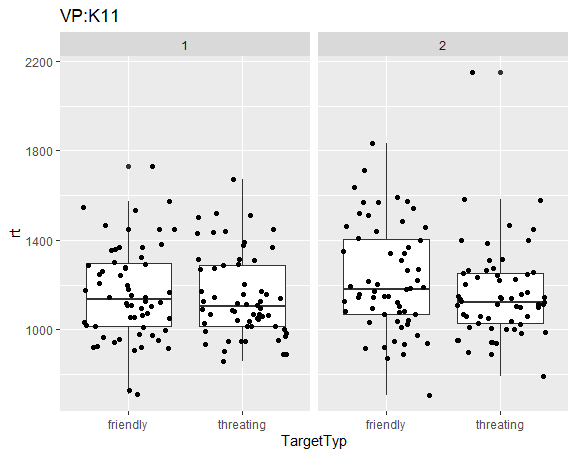 VP:K11
1 2
2200
1800
1400
1000
rt
friendly threating friendly threating
TargetTyp